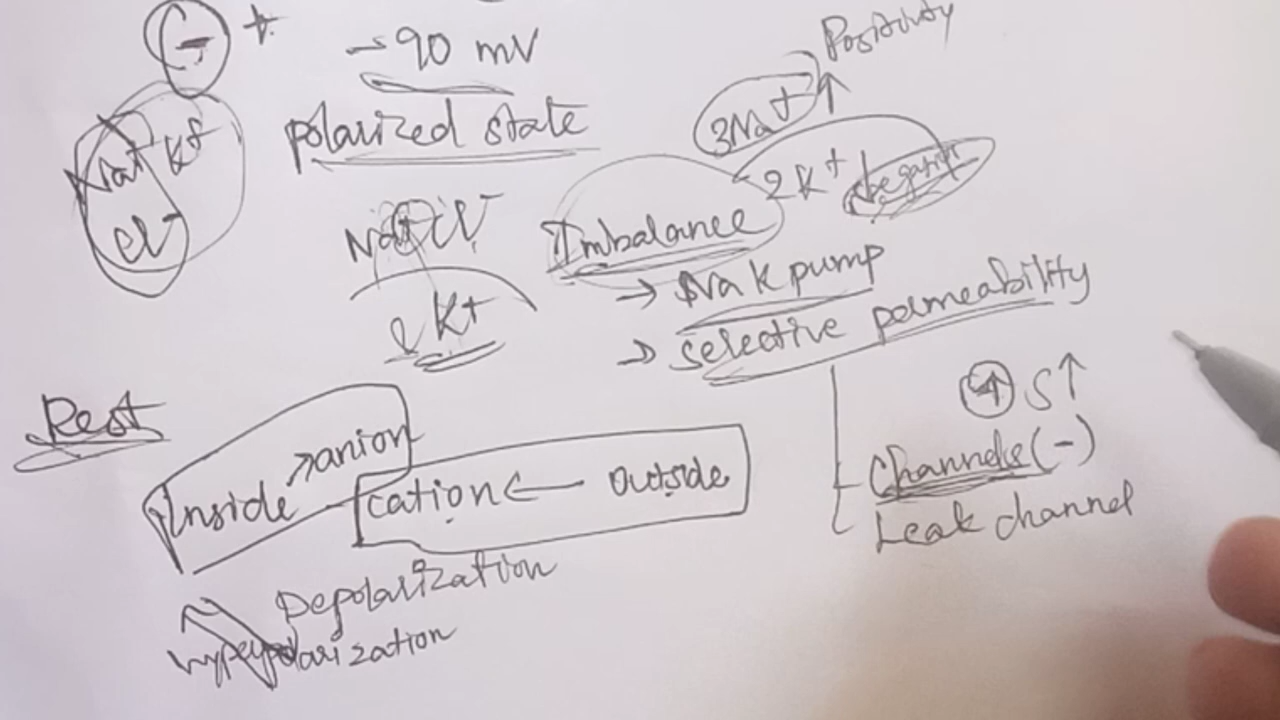 - +
-90 mV
Positivity
3Na+ ↑
polarized state
Na+ K+
Cl-
2K+ Negative
Na+ Cl-
Imbalance
K+
→ Na K pump
→ selective permeability
Rest
Inside → anion
cation ← Outside
S↑
Channels (-)
Leak channel
Depolarization
hyperpolarization